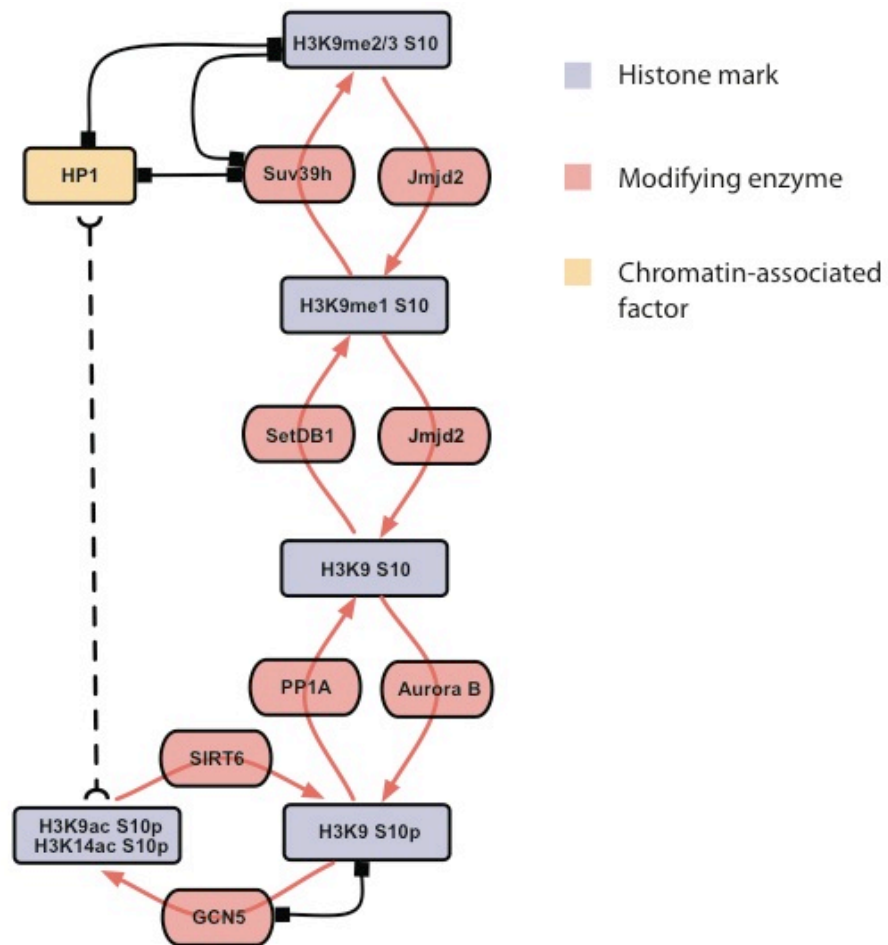 H3K9me2/3 S10
Histone mark
HP1
Suv39h
Jmjd2
Modifying enzyme
Chromatin-associated
factor
H3K9me1 S10
SetDB1
Jmjd2
H3K9 S10
PP1A
Aurora B
SIRT6
H3K9ac S10p
H3K14ac S10p
H3K9 S10p
GCN5